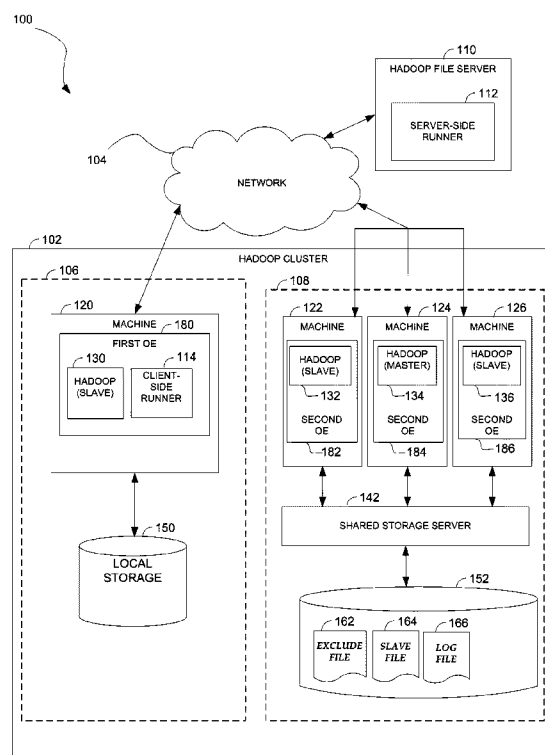 100
110
HADOOP FILE SERVER
112
SERVER-SIDE
RUNNER
104
NETWORK
102
HADOOP CLUSTER
106
120
MACHINE
180
FIRST OE
130
HADOOP
(SLAVE)
114
CLIENT-
SIDE
RUNNER
150
LOCAL
STORAGE
108
122
MACHINE
HADOOP
(SLAVE)
132
SECOND
OE
182
124
MACHINE
HADOOP
(MASTER)
134
SECOND
OE
184
126
MACHINE
HADOOP
(SLAVE)
136
SECOND
OE
186
142
SHARED STORAGE SERVER
152
162
EXCLUDE
FILE
164
SLAVE
FILE
166
LOG
FILE